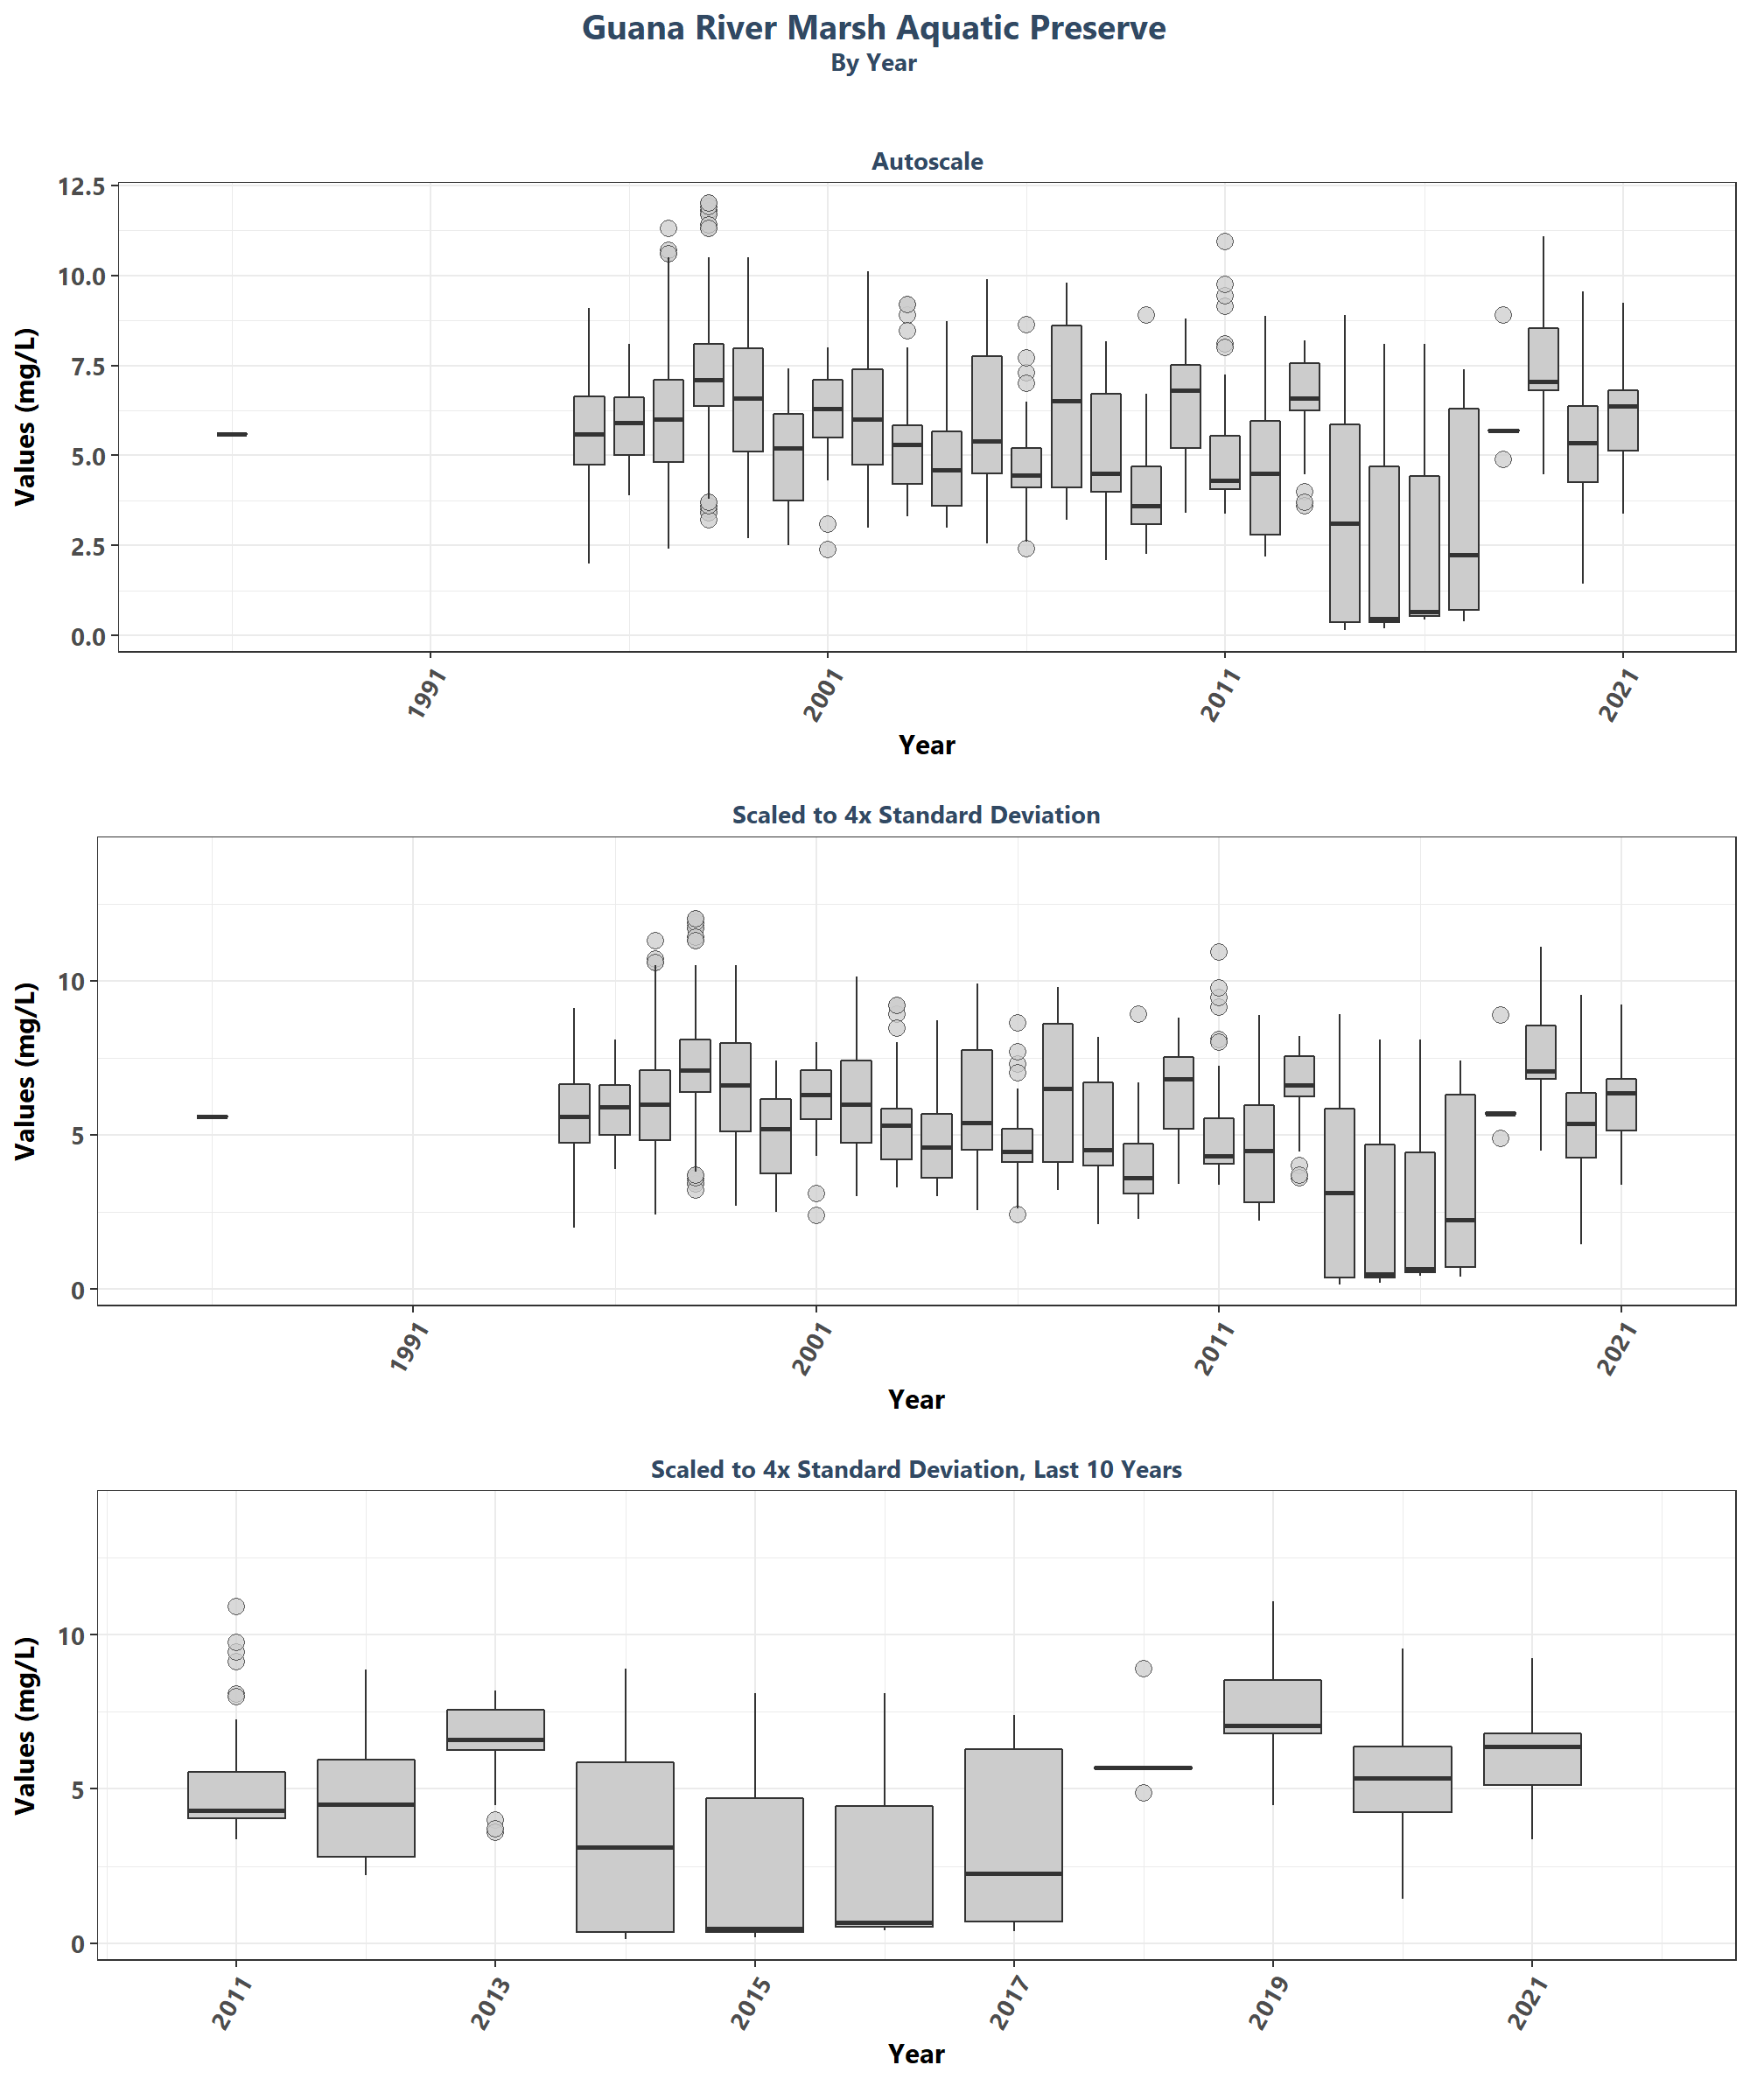 Guana River Marsh Aquatic Preserve
By Year
Autoscale
Values (mg/L)
12.5
10.0
7.5
5.0
2.5
0.0
1991
2001
2011
2021
Year
Scaled to 4x Standard Deviation
Values (mg/L)
10
5
0
1991
2001
2011
2021
Year
Scaled to 4x Standard Deviation, Last 10 Years
Values (mg/L)
10
5
0
2011
2013
2015
2017
2019
2021
Year